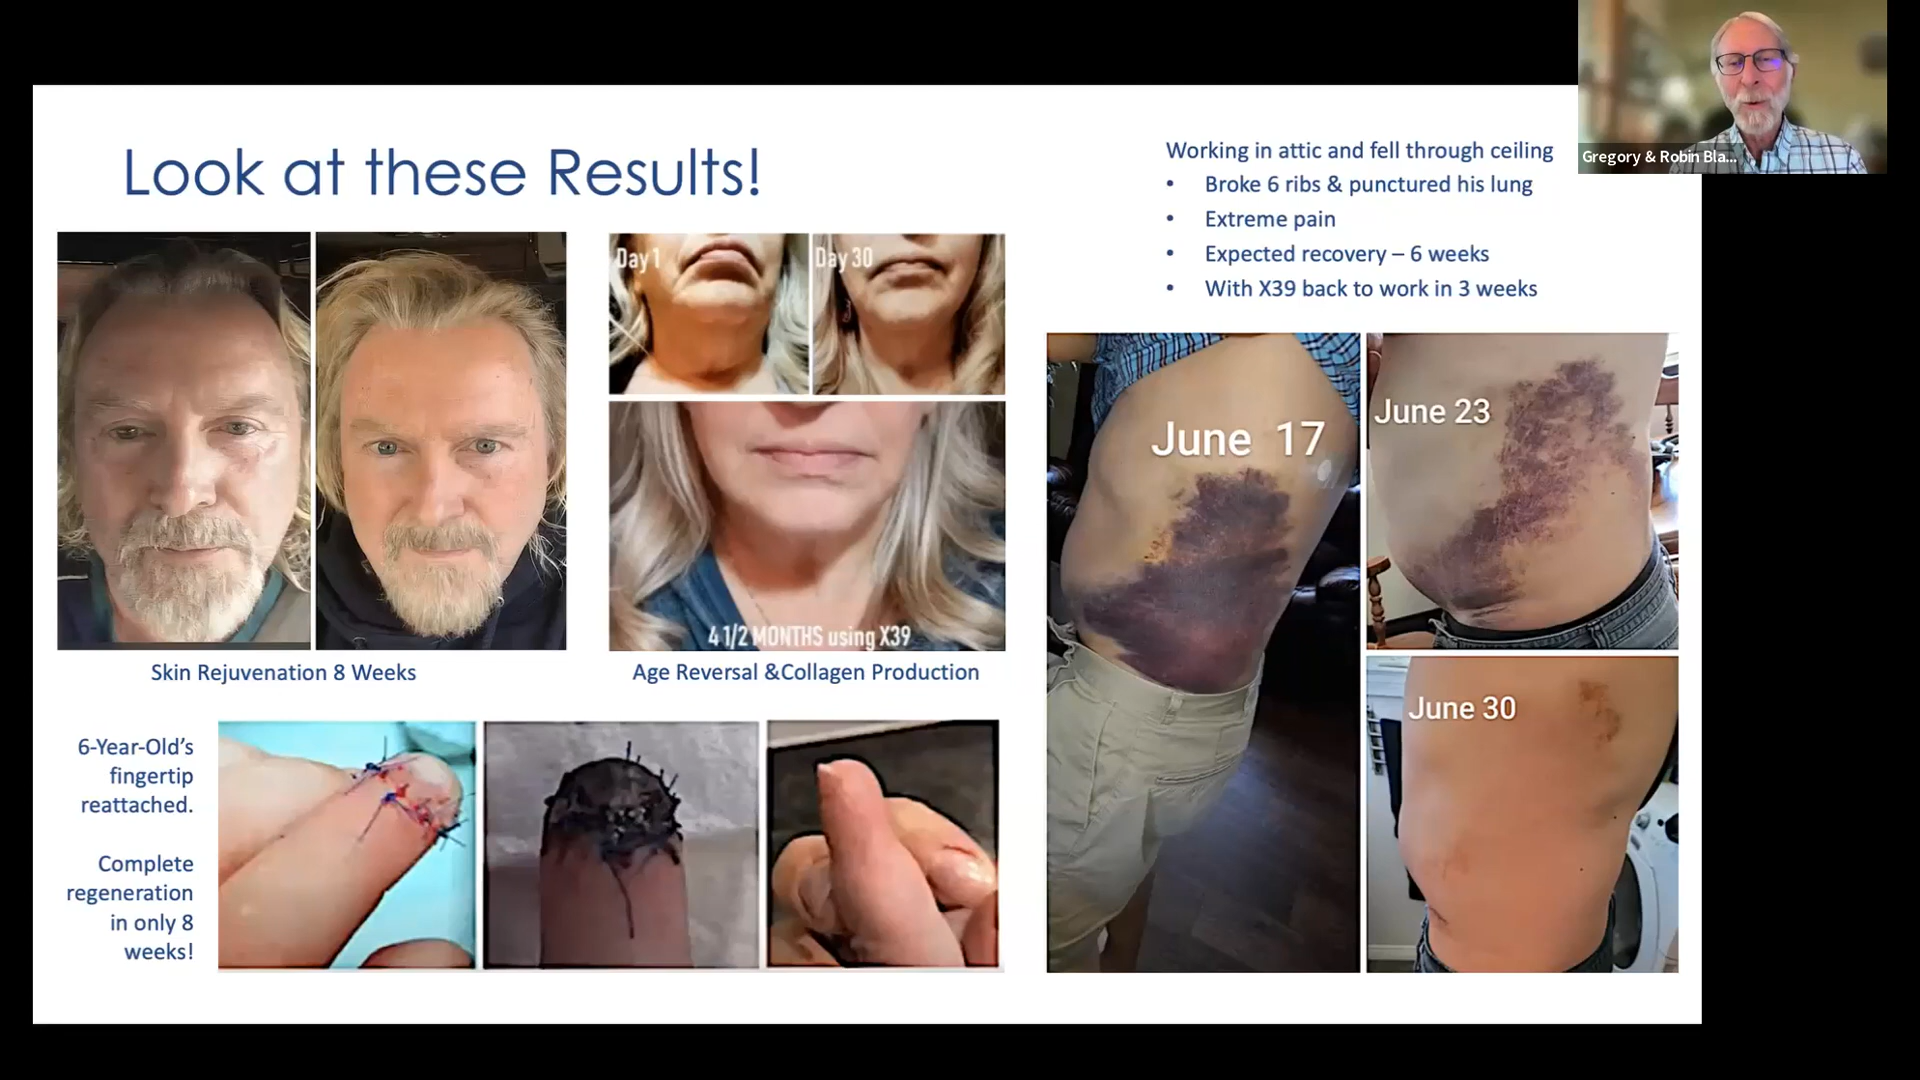 Look at these Results!
Working in attic and fell through ceiling
• Broke 6 ribs & punctured his lung
• Extreme pain
• Expected recovery – 6 weeks
• With X39 back to work in 3 weeks
Gregory & Robin Bla...
Day 1
Day 30
4 1/2 MONTHS using X39
Skin Rejuvenation 8 Weeks
Age Reversal &Collagen Production
June 17
June 23
June 30
6-Year-Old's
fingertip
reattached.
Complete
regeneration
in only 8
weeks!